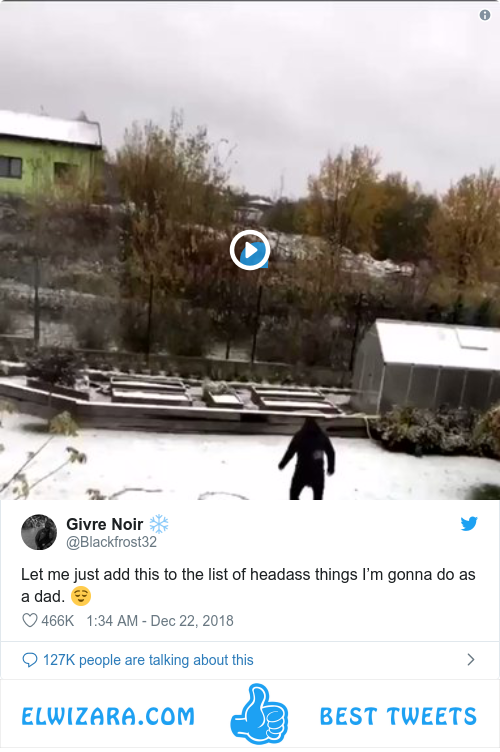 Givre Noir ❄️
@Blackfrost32
Let me just add this to the list of headass things I’m gonna do as
a dad. 😌
466K 1:34 AM - Dec 22, 2018
127K people are talking about this
ELWIZARA.COM BEST TWEETS